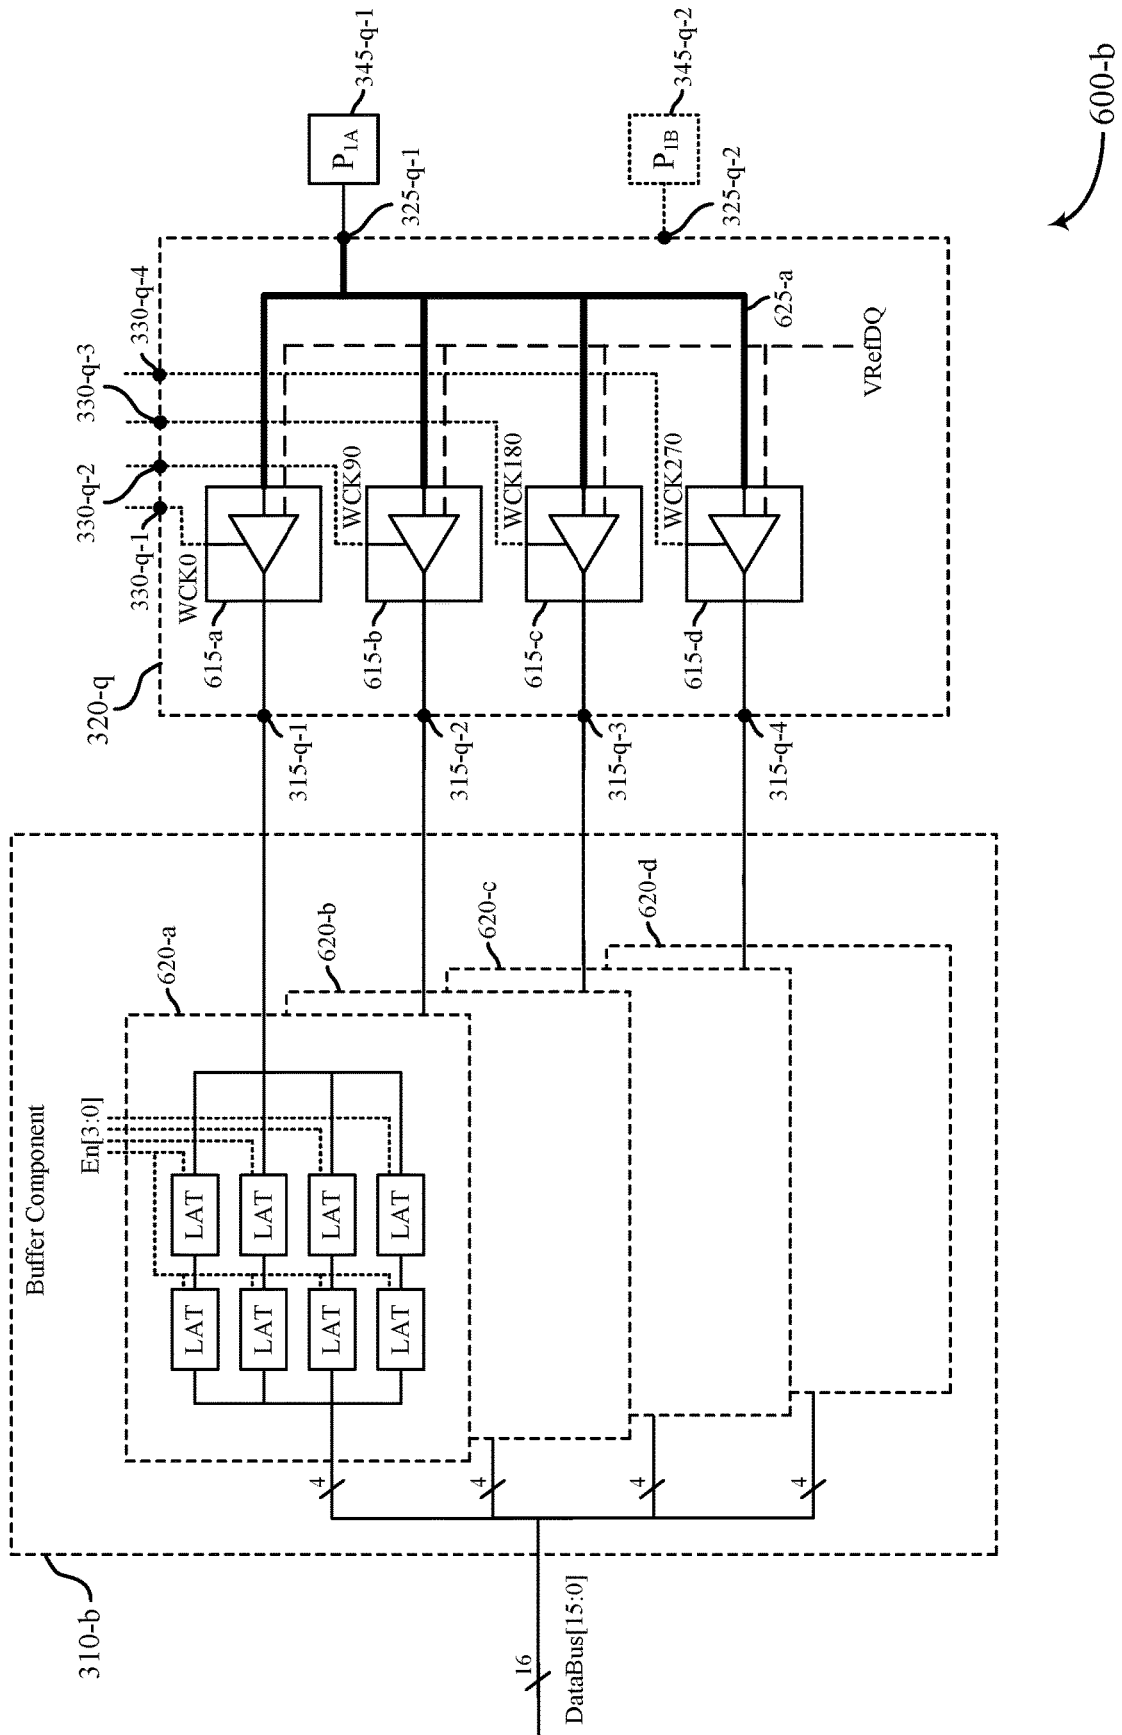 600-b
345-q-1
P1A
325-q-1
345-q-2
P1B
325-q-2
330-q-4
330-q-3
330-q-2
330-q-1
320-q
WCK0
WCK90
WCK180
WCK270
625-a
VRefDQ
615-a
615-b
615-c
615-d
315-q-1
315-q-2
315-q-3
315-q-4
310-b
Buffer Component
620-a
620-b
620-c
620-d
En[3:0]
LAT
LAT
LAT
LAT
LAT
LAT
LAT
LAT
4
4
4
4
16
DataBus[15:0]